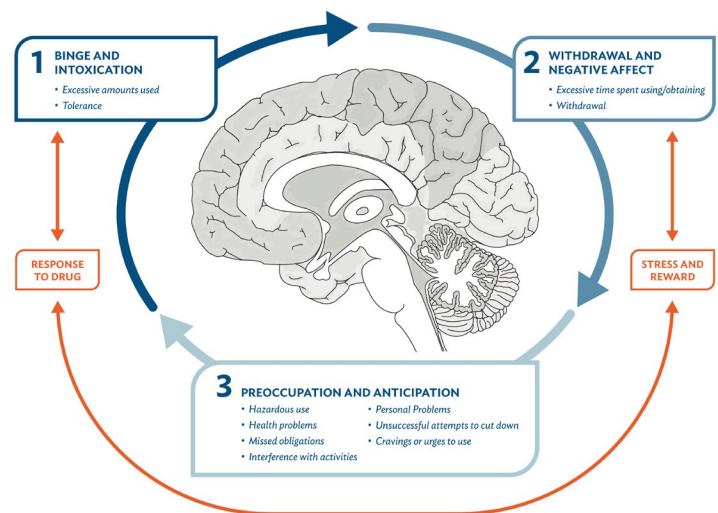 1 BINGE AND
INTOXICATION
• Excessive amounts used
• Tolerance
2 WITHDRAWAL AND
NEGATIVE AFFECT
• Excessive time spent using/obtaining
• Withdrawal
RESPONSE
TO DRUG
STRESS AND
REWARD
3 PREOCCUPATION AND ANTICIPATION
• Hazardous use
• Health problems
• Missed obligations
• Interference with activities
• Personal Problems
• Unsuccessful attempts to cut down
• Cravings or urges to use